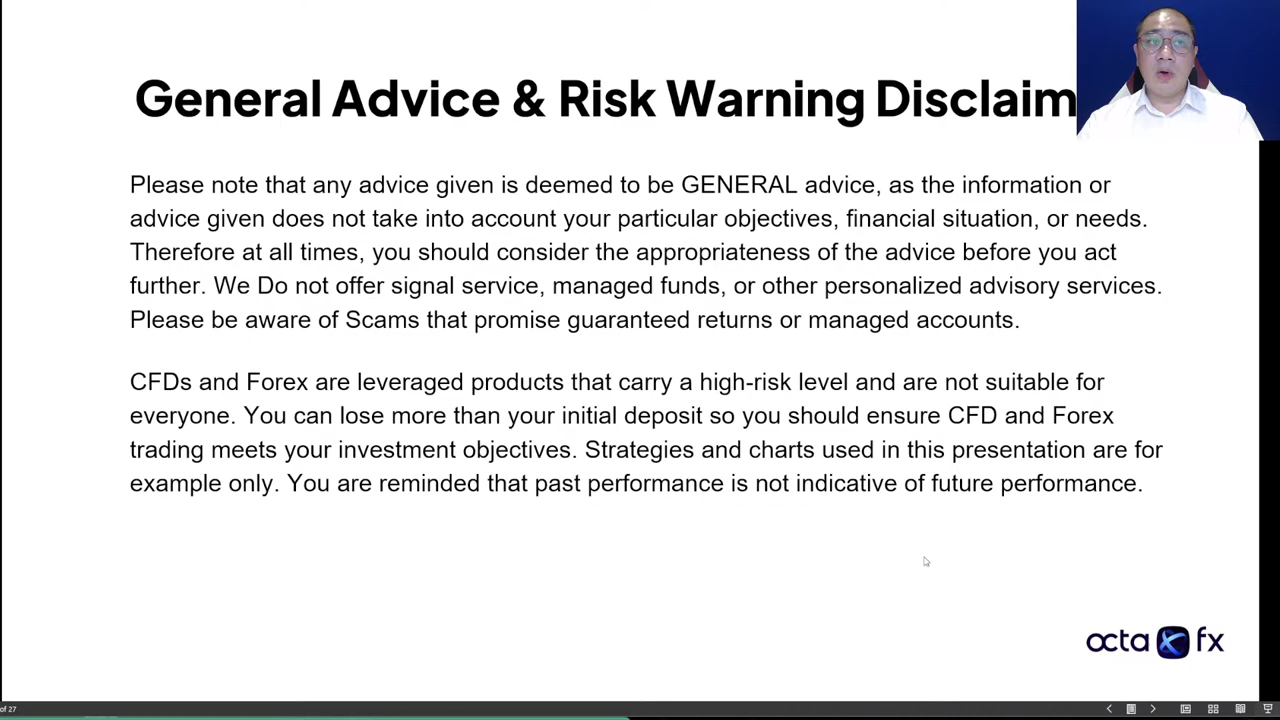 General Advice & Risk Warning Disclaim
Please note that any advice given is deemed to be GENERAL advice, as the information or
advice given does not take into account your particular objectives, financial situation, or needs.
Therefore at all times, you should consider the appropriateness of the advice before you act
further. We Do not offer signal service, managed funds, or other personalized advisory services.
Please be aware of Scams that promise guaranteed returns or managed accounts.
CFDs and Forex are leveraged products that carry a high-risk level and are not suitable for
everyone. You can lose more than your initial deposit so you should ensure CFD and Forex
trading meets your investment objectives. Strategies and charts used in this presentation are for
example only. You are reminded that past performance is not indicative of future performance.
octa fx
of 27